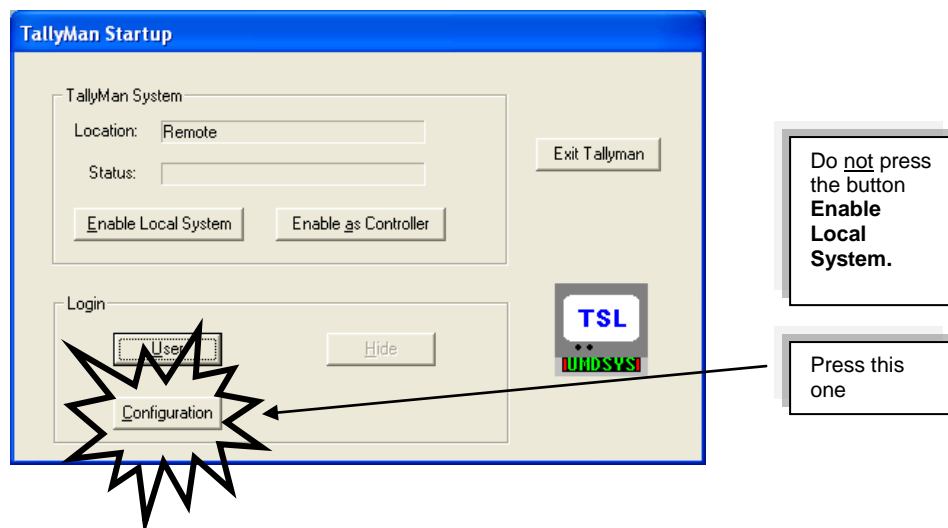 TallyMan Startup
TallyMan System
Location: Remote
Status:
Enable Local System Enable as Controller
Exit Tallyman
Login
User Hide
Configuration
TSL
UMDSYS
Do not press
the button
Enable
Local
System.
Press this
one